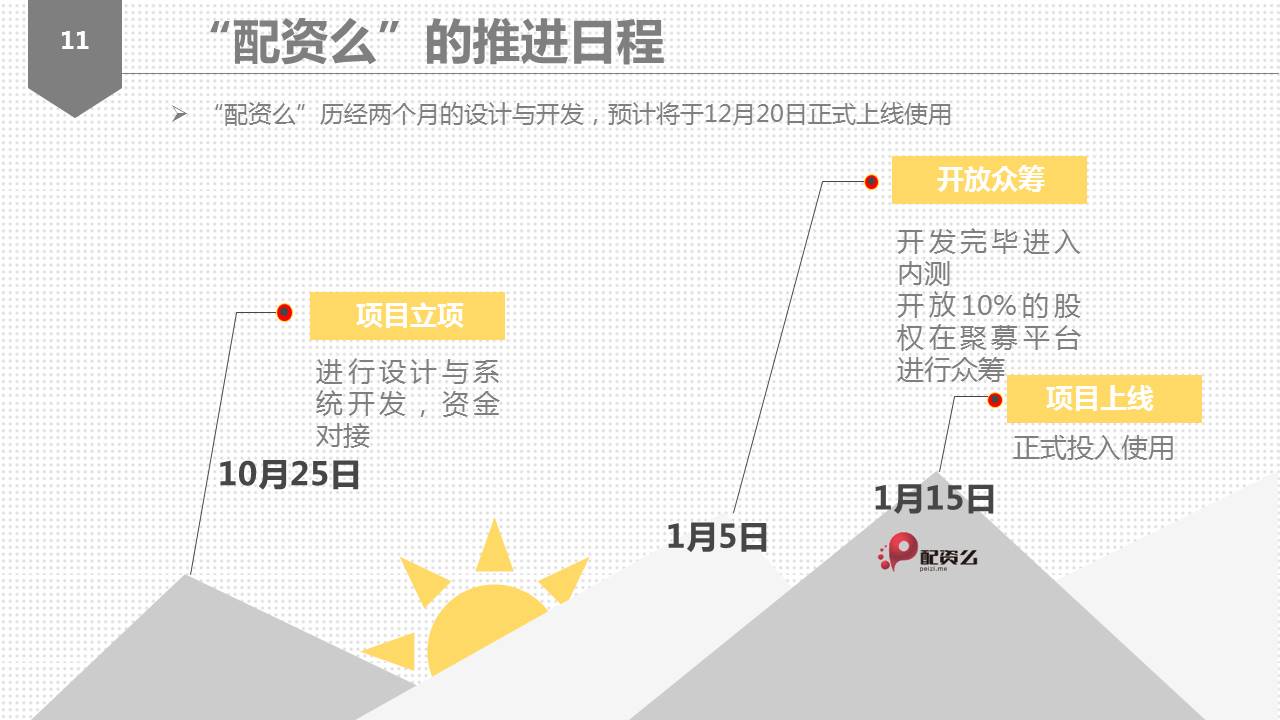 11
“配资么”的推进日程
“配资么”历经两个月的设计与开发，预计将于12月20日正式上线使用
项目立项
进行设计与系
统开发，资金
对接
10月25日
开放众筹
开发完毕进入
内测
开放10%的股
权在聚募平台
进行众筹
1月5日
项目上线
正式投入使用
1月15日
配资么
peizi.me